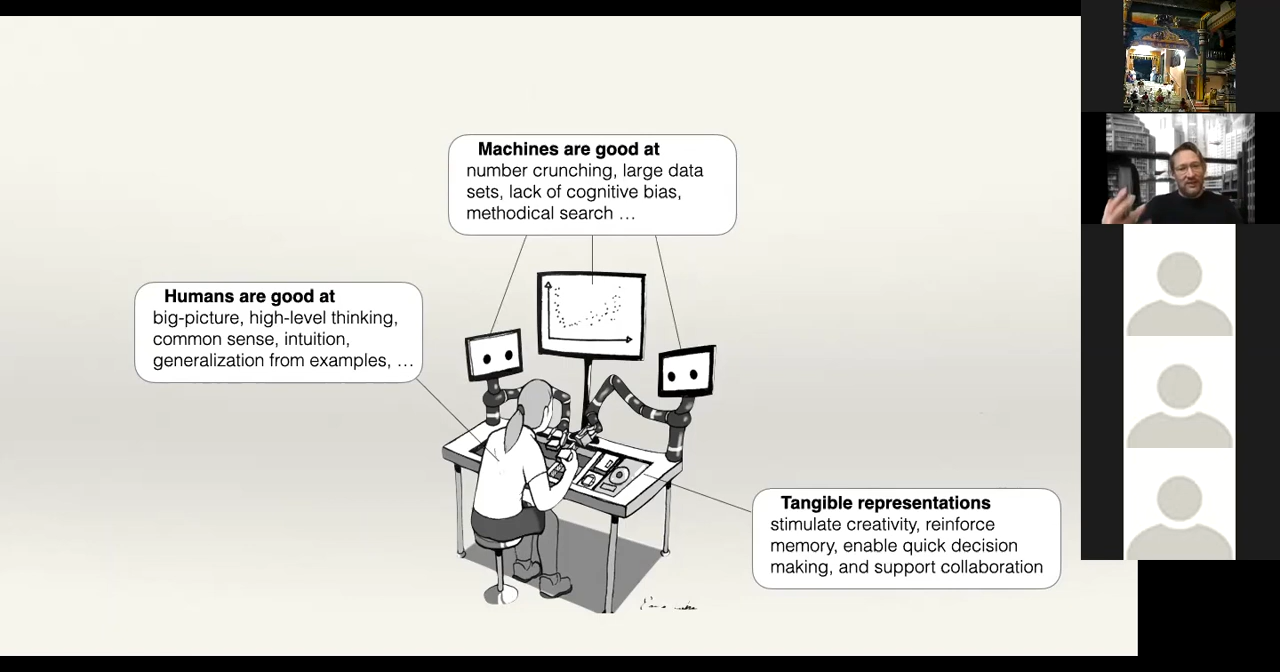 Machines are good at
number crunching, large data
sets, lack of cognitive bias,
methodical search …
Humans are good at
big-picture, high-level thinking,
common sense, intuition,
generalization from examples, …
Tangible representations
stimulate creativity, reinforce
memory, enable quick decision
making, and support collaboration